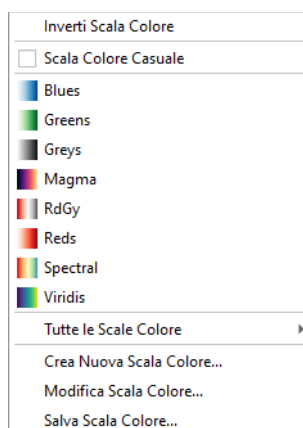 Inverti Scala Colore
Scala Colore Casuale
Blues
Greens
Greys
Magma
RdGy
Reds
Spectral
Viridis
Tutte le Scale Colore
Crea Nuova Scala Colore...
Modifica Scala Colore...
Salva Scala Colore...